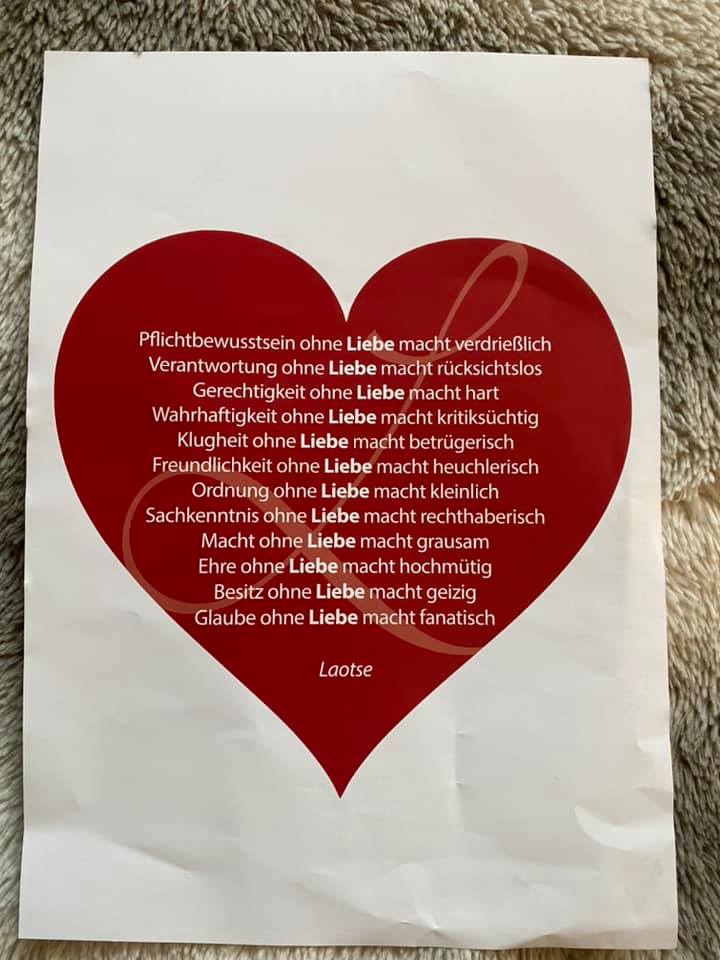 Pflichtbewusstsein ohne Liebe macht verdrießlich
Verantwortung ohne Liebe macht rücksichtslos
Gerechtigkeit ohne Liebe macht hart
Wahrhaftigkeit ohne Liebe macht kritiksüchtig
Klugheit ohne Liebe macht betrügerisch
Freundlichkeit ohne Liebe macht heuchlerisch
Ordnung ohne Liebe macht kleinlich
Sachkenntnis ohne Liebe macht rechthaberisch
Macht ohne Liebe macht grausam
Ehre ohne Liebe macht hochmütig
Besitz ohne Liebe macht geizig
Glaube ohne Liebe macht fanatisch
Laotse